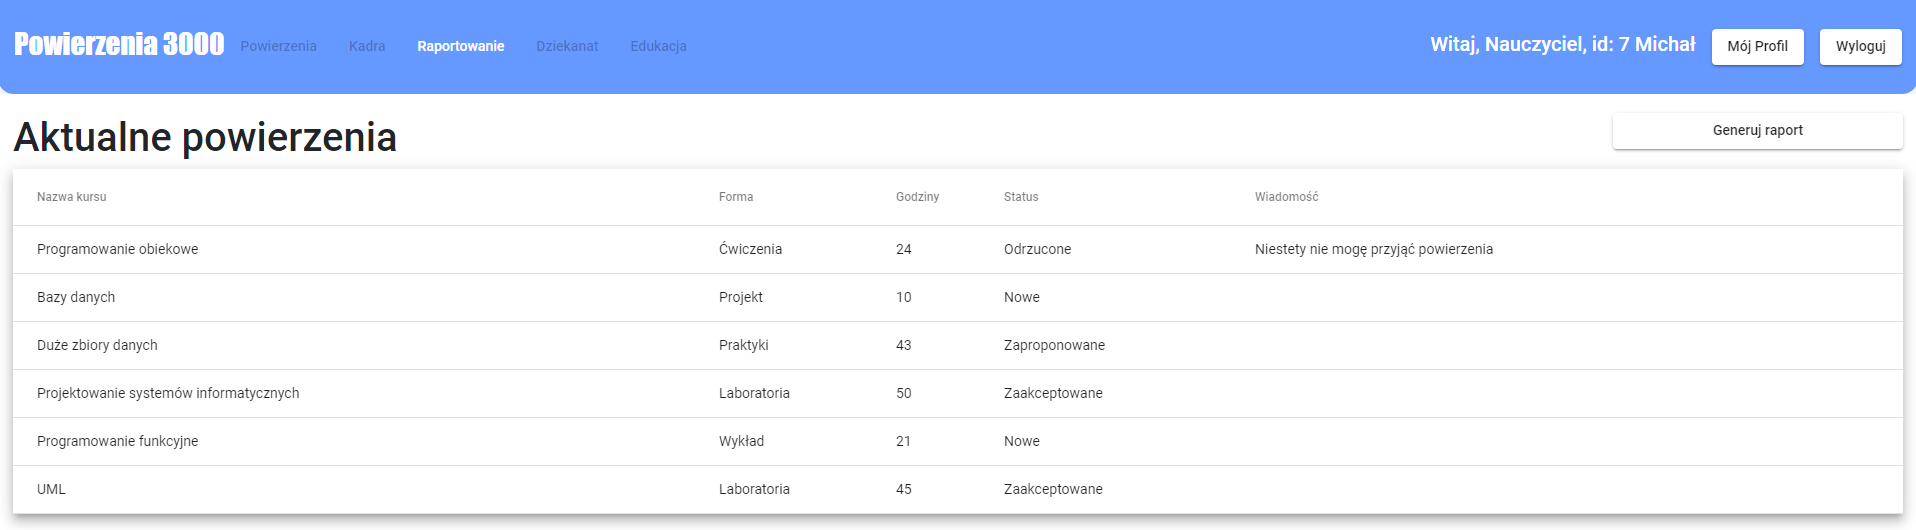 Powierzenia 3000 Powierzenia Kadra Raportowanie Dziekanat Edukacja Witaj, Nauczyciel, id: 7 Michał Mój Profil Wyloguj
Aktualne powierzenia Generuj raport
Nazwa kursu Forma Godziny Status Wiadomość
Programowanie obiekowe Ćwiczenia 24 Odrzucone Niestety nie mogę przyjąć powierzenia
Bazy danych Projekt 10 Nowe
Duże zbiory danych Praktyki 43 Zaproponowane
Projektowanie systemów informatycznych Laboratoria 50 Zaakceptowane
Programowanie funkcyjne Wykład 21 Nowe
UML Laboratoria 45 Zaakceptowane